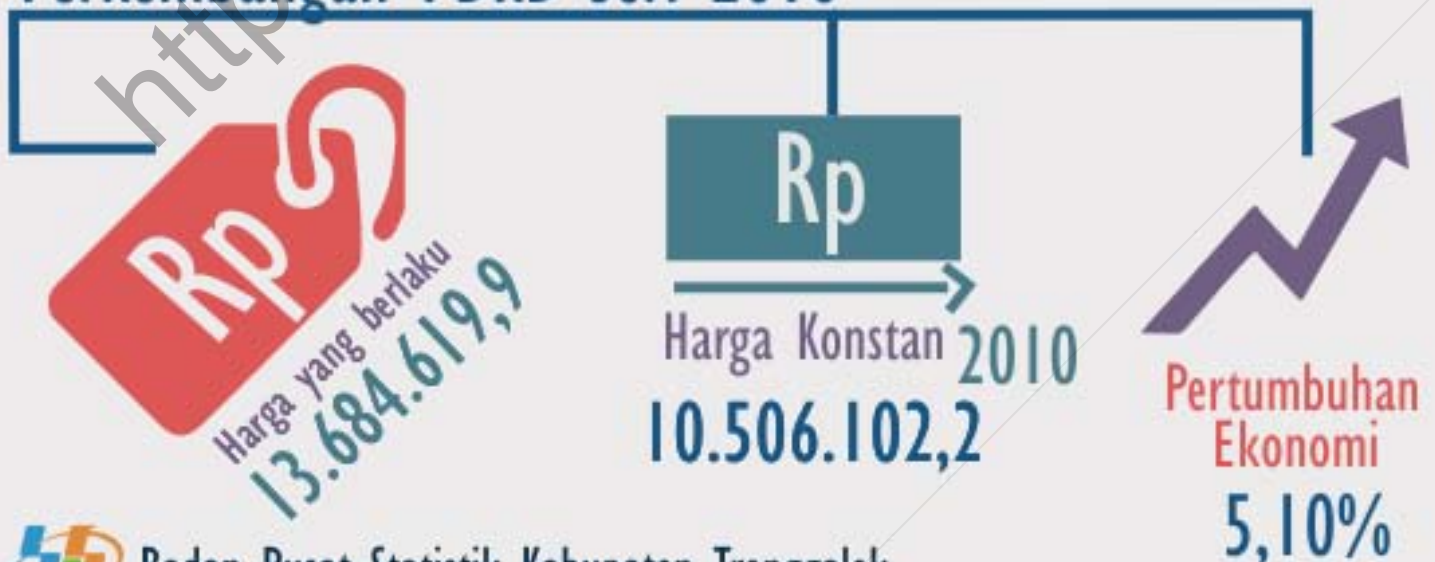 http
Rp
Harga yang berlaku
13.684.619,9
Rp
Harga Konstan 2010
10.506.102,2
Pertumbuhan
Ekonomi
5,10%
Badan Pusat Statistik Kabupaten Trenggalek